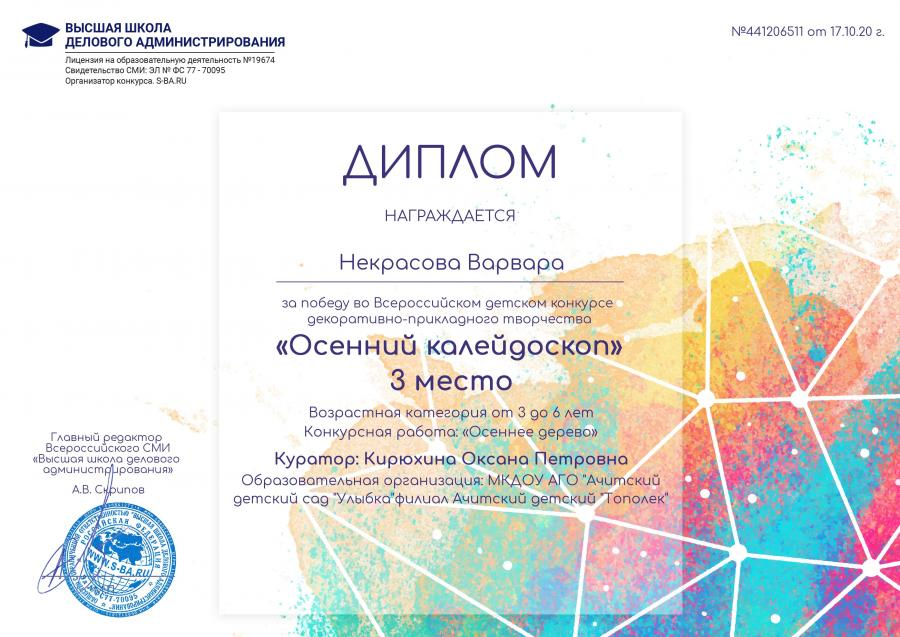 ВЫСШАЯ ШКОЛА
ДЕЛОВОГО АДМИНИСТРИРОВАНИЯ
Лицензия на образовательную деятельность №19674
Свидетельство СМИ: ЭЛ № ФС 77 - 70095
Организатор конкурса. S-BA.RU
№441206511 от 17.10.20 г.
ДИПЛОМ
НАГРАЖДАЕТСЯ
Некрасова Варвара
за победу во Всероссийском детском конкурсе
декоративно-прикладного творчества
«Осенний калейдоскоп»
3 место
Возрастная категория от 3 до 6 лет
Конкурсная работа: «Осеннее дерево»
Куратор: Кирюхина Оксана Петровна
Образовательная организация: МКДОУ АГО "Ачитский
детский сад "Улыбка"филиал Ачитский детский "Тополек"
Главный редактор
Всероссийского СМИ
«Высшая школа делового
администрирования»
А.В. Скрипов
РОССИЙСКАЯ ФЕДЕРАЦИЯ
WWW.S-BA.RU